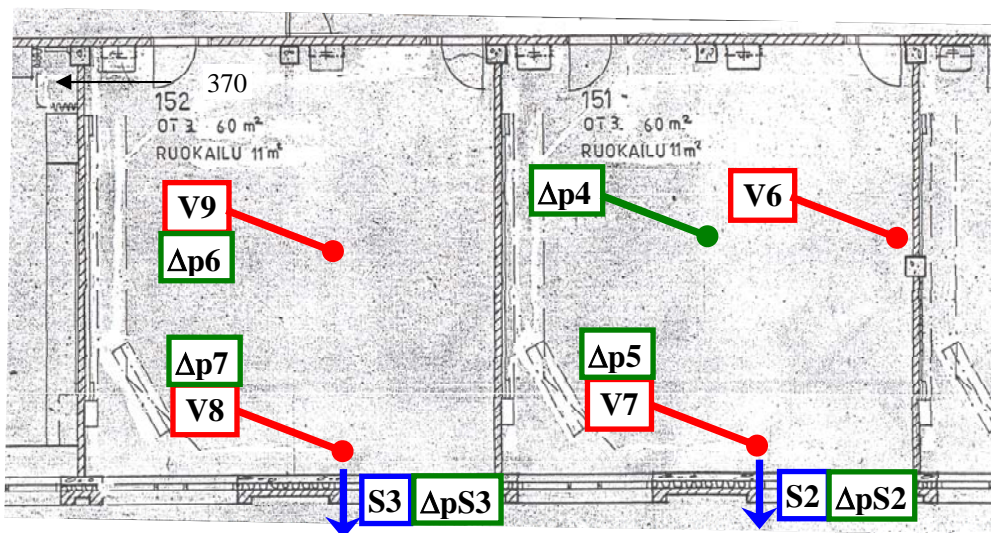 370
152
OT 3. 60 m²
RUOKAILU 11 m²
151
OT 3. 60 m²
RUOKAILU 11 m²
V9
Δp6
Δp4
V6
Δp7
V8
Δp5
V7
S3 ΔpS3
S2 ΔpS2